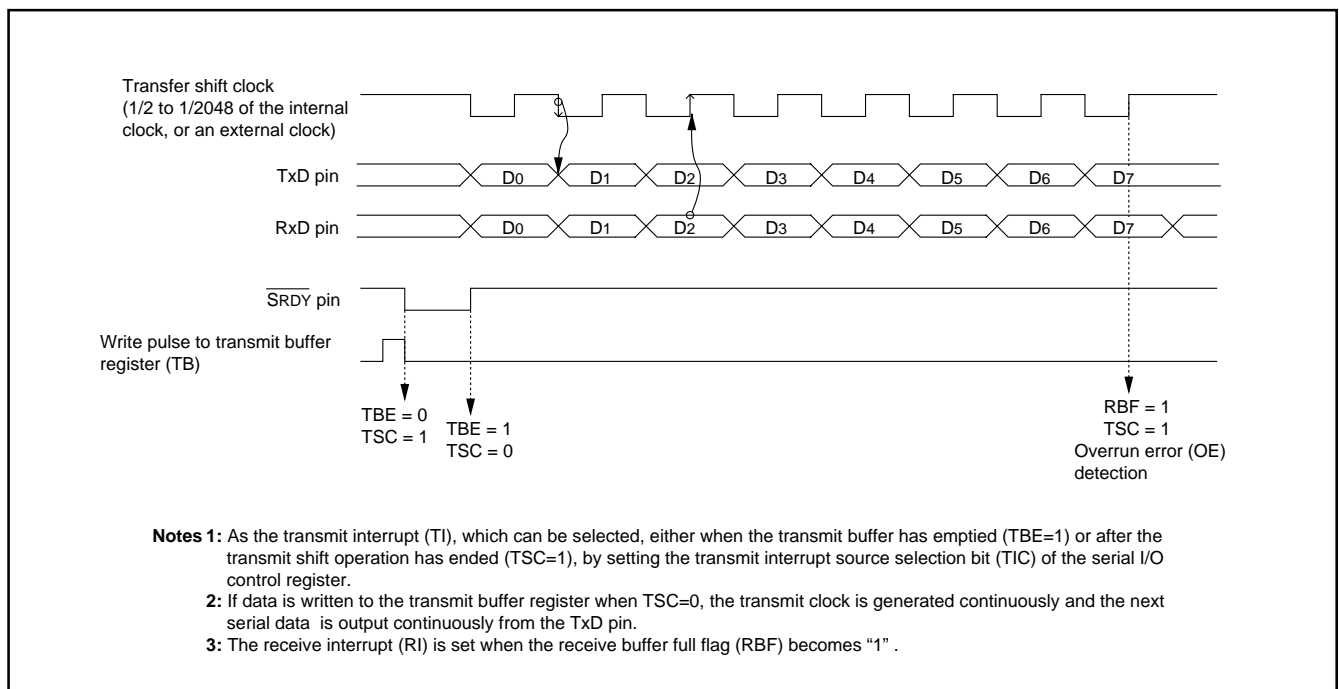 Transfer shift clock
(1/2 to 1/2048 of the internal
clock, or an external clock)
TxD pin
D0 D1 D2 D3 D4 D5 D6 D7
RxD pin
D0 D1 D2 D3 D4 D5 D6 D7
SRDY pin
Write pulse to transmit buffer
register (TB)
TBE = 0
TSC = 1
TBE = 1
TSC = 0
RBF = 1
TSC = 1
Overrun error (OE)
detection
Notes 1: As the transmit interrupt (TI), which can be selected, either when the transmit buffer has emptied (TBE=1) or after the
transmit shift operation has ended (TSC=1), by setting the transmit interrupt source selection bit (TIC) of the serial I/O
control register.
2: If data is written to the transmit buffer register when TSC=0, the transmit clock is generated continuously and the next
serial data is output continuously from the TxD pin.
3: The receive interrupt (RI) is set when the receive buffer full flag (RBF) becomes “1” .